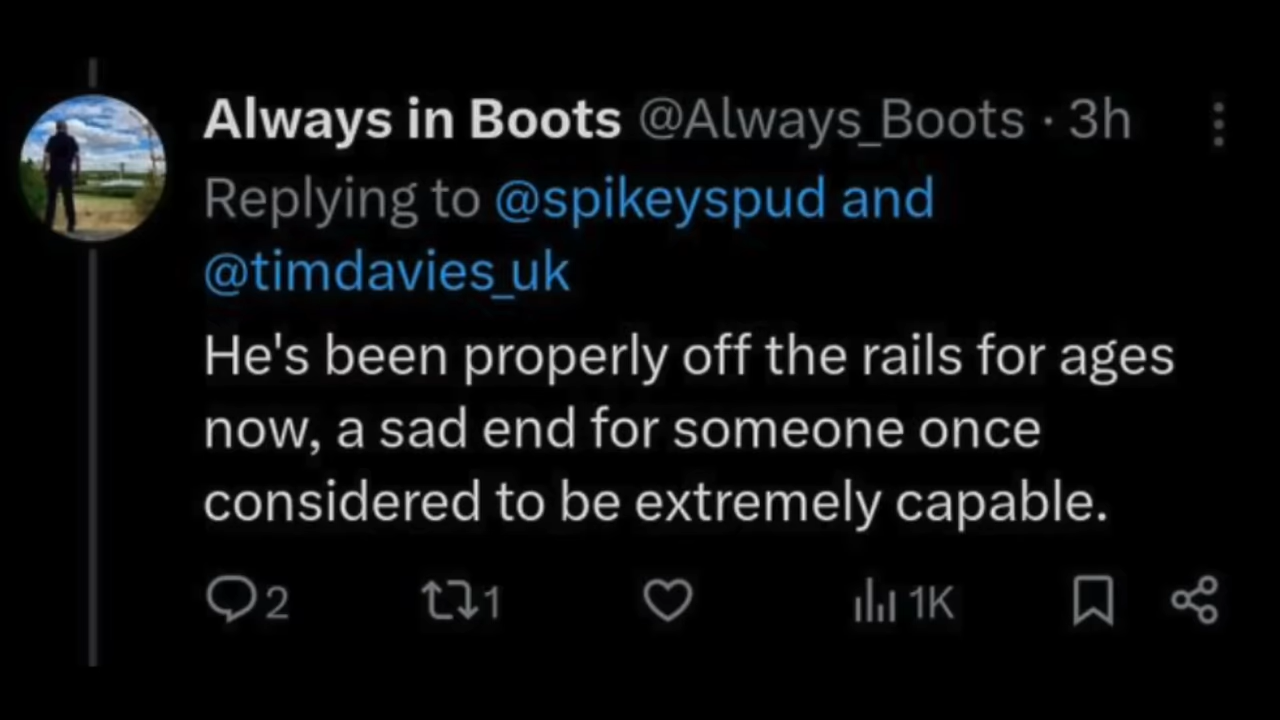 Always in Boots @Always_Boots · 3h
Replying to @spikeyspud and
@timdavies_uk
He's been properly off the rails for ages
now, a sad end for someone once
considered to be extremely capable.
2 1 1K